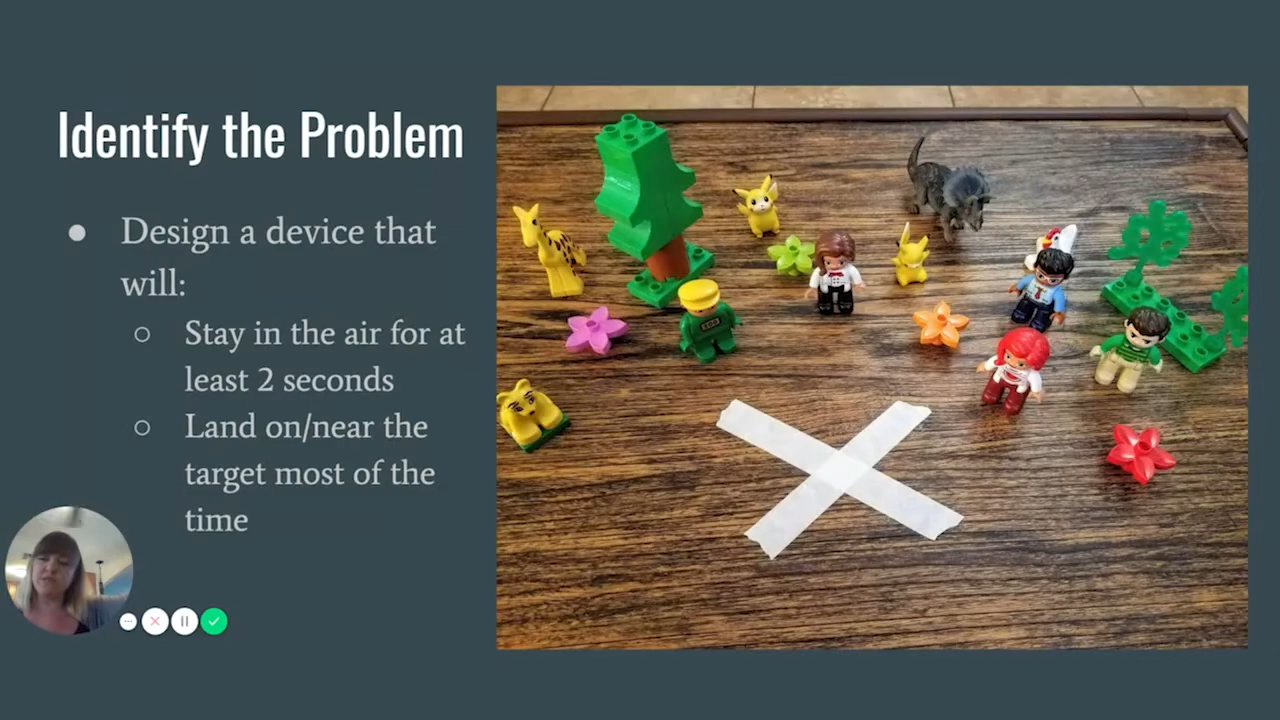 Identify the Problem
Design a device that
will:
Stay in the air for at
least 2 seconds
Land on/near the
target most of the
time